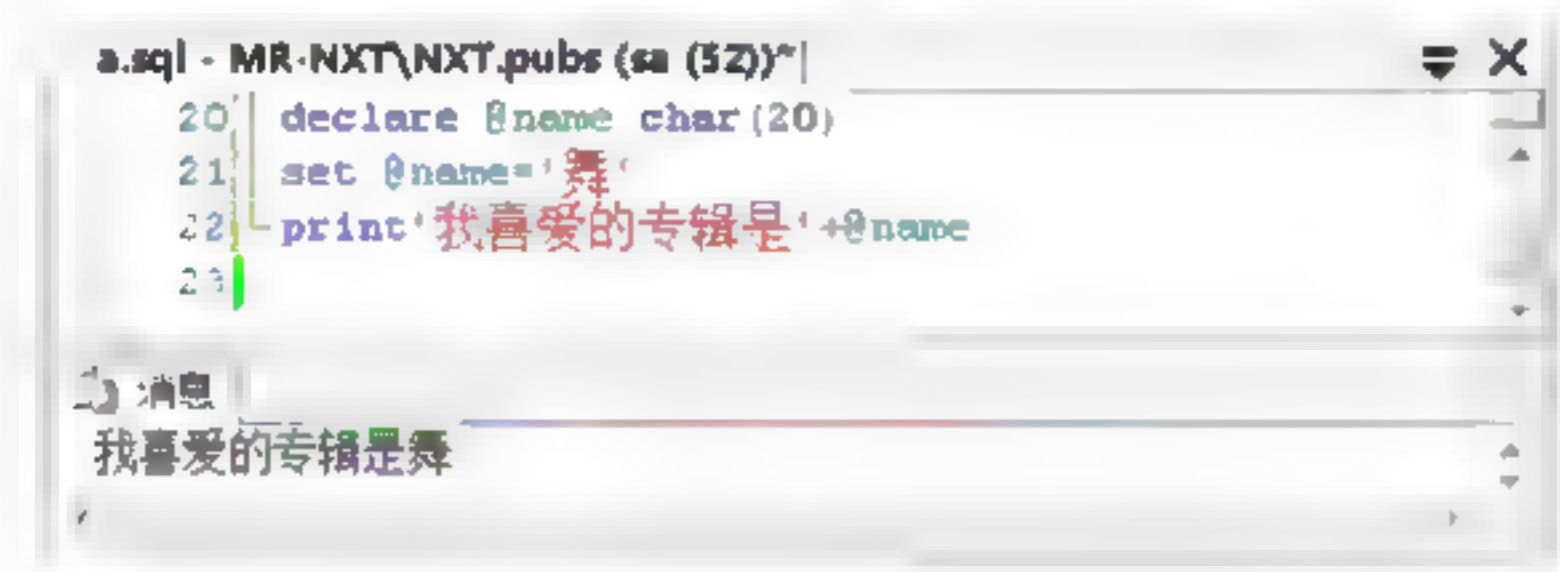 a.sql - MR-NXT\NXT.pubs (sa (52))*
20 declare @name char(20)
21 set @name='舞'
22 print'我喜爱的专辑是'+@name
23
消息
我喜爱的专辑是舞